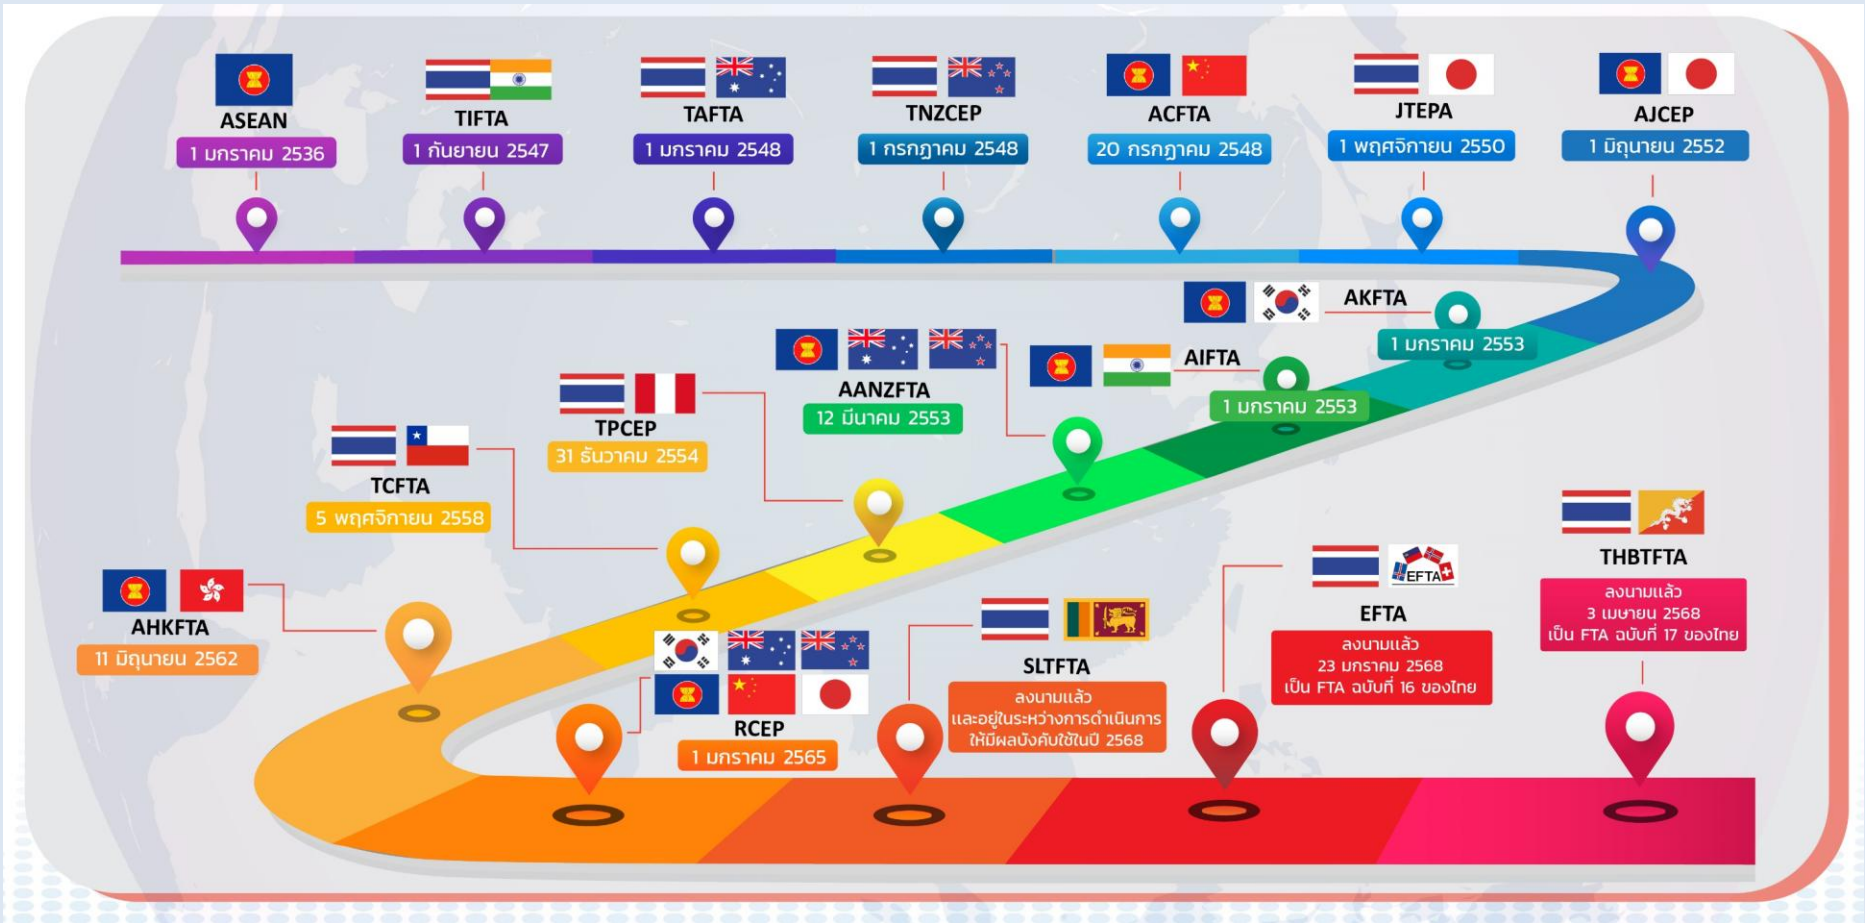 ASEAN
1 มกราคม 2536
TIFTA
1 กันยายน 2547
TAFTA
1 มกราคม 2548
TNZCEP
1 กรกฎาคม 2548
ACFTA
20 กรกฎาคม 2548
JTEPA
1 พฤศจิกายน 2550
AJCEP
1 มิถุนายน 2552
AKFTA
1 มกราคม 2553
AIFTA
1 มกราคม 2553
AANZFTA
12 มีนาคม 2553
TPCEP
31 ธันวาคม 2554
TCFTA
5 พฤศจิกายน 2558
AHKFTA
11 มิถุนายน 2562
RCEP
1 มกราคม 2565
SLTFTA
ลงนามแล้ว
และอยู่ในระหว่างการดำเนินการ
ให้มีผลบังคับใช้ในปี 2568
EFTA
EFTA
ลงนามแล้ว
23 มกราคม 2568
เป็น FTA ฉบับที่ 16 ของไทย
THBTFTA
ลงนามแล้ว
3 เมษายน 2568
เป็น FTA ฉบับที่ 17 ของไทย